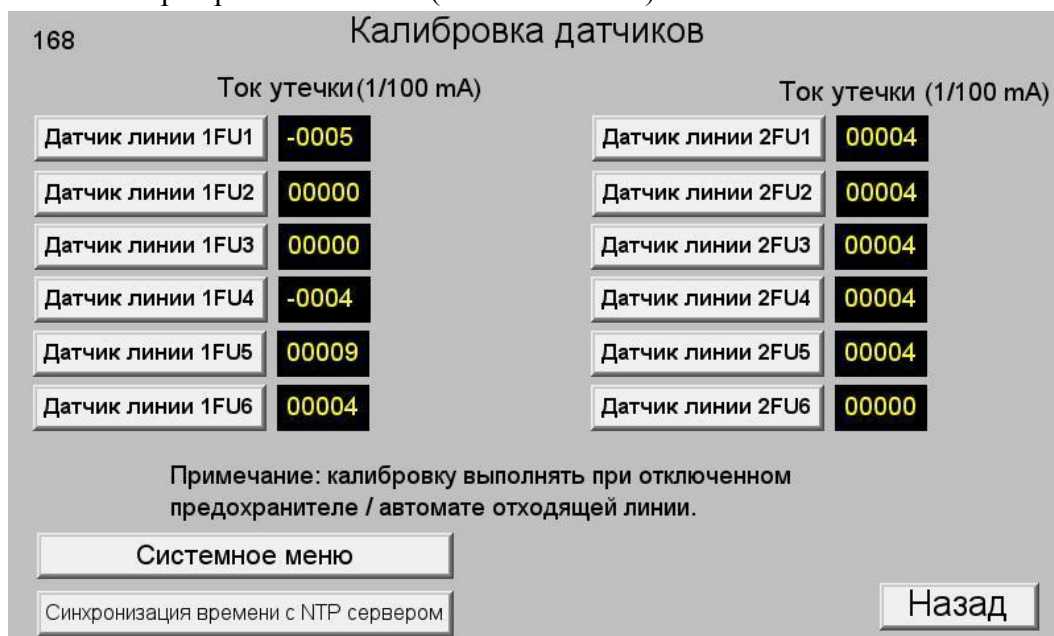 168
Калибровка датчиков
Ток утечки(1/100 mA)
Ток утечки (1/100 mA)
Датчик линии 1FU1 -0005
Датчик линии 2FU1 00004
Датчик линии 1FU2 00000
Датчик линии 2FU2 00004
Датчик линии 1FU3 00000
Датчик линии 2FU3 00004
Датчик линии 1FU4 -0004
Датчик линии 2FU4 00004
Датчик линии 1FU5 00009
Датчик линии 2FU5 00004
Датчик линии 1FU6 00004
Датчик линии 2FU6 00000
Примечание: калибровку выполнять при отключенном
предохранителе / автомате отходящей линии.
Системное меню
Синхронизация времени с NTP сервером
Назад